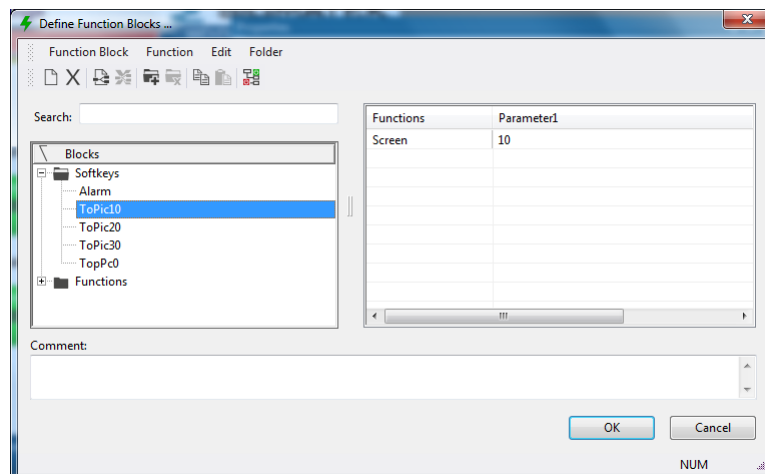 Define Function Blocks ...
Function Block Function Edit Folder
Search:
Blocks
Softkeys
Alarm
ToPic10
ToPic20
ToPic30
TopPc0
Functions
Functions Parameter1
Screen 10
Comment:
OK Cancel
NUM